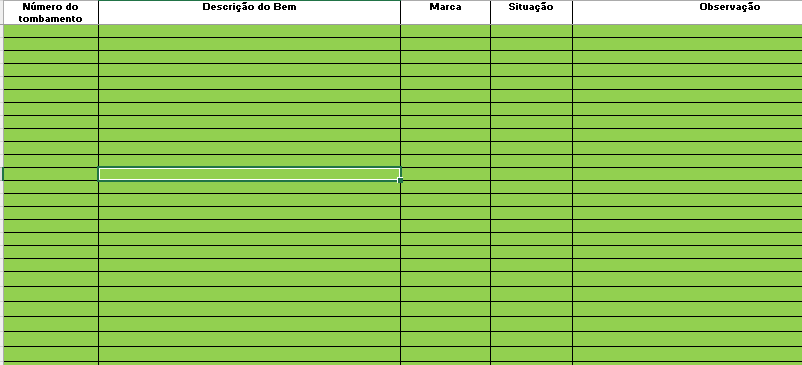 Número do
tombamento
Descrição do Bem
Marca
Situação
Observação